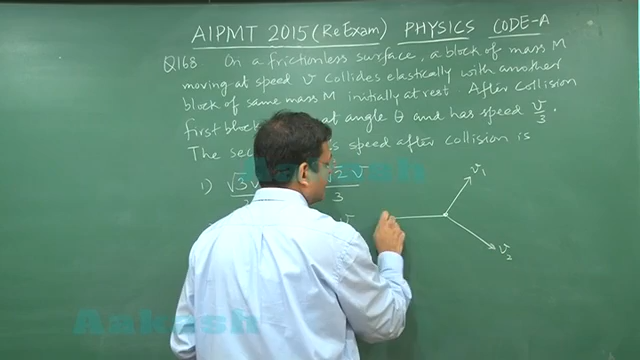 AIPMT 2015 (ReExam) PHYSICS CODE-A
Q168 On a frictionless surface, a block of mass M
moving at speed v collides elastically with another
block of same mass M initially at rest. After collision
first block at angle θ and has speed v/3.
The sec s speed after collision is
1) √3 √2 v/3
v
v₁
v₂
Aakash
Aakash